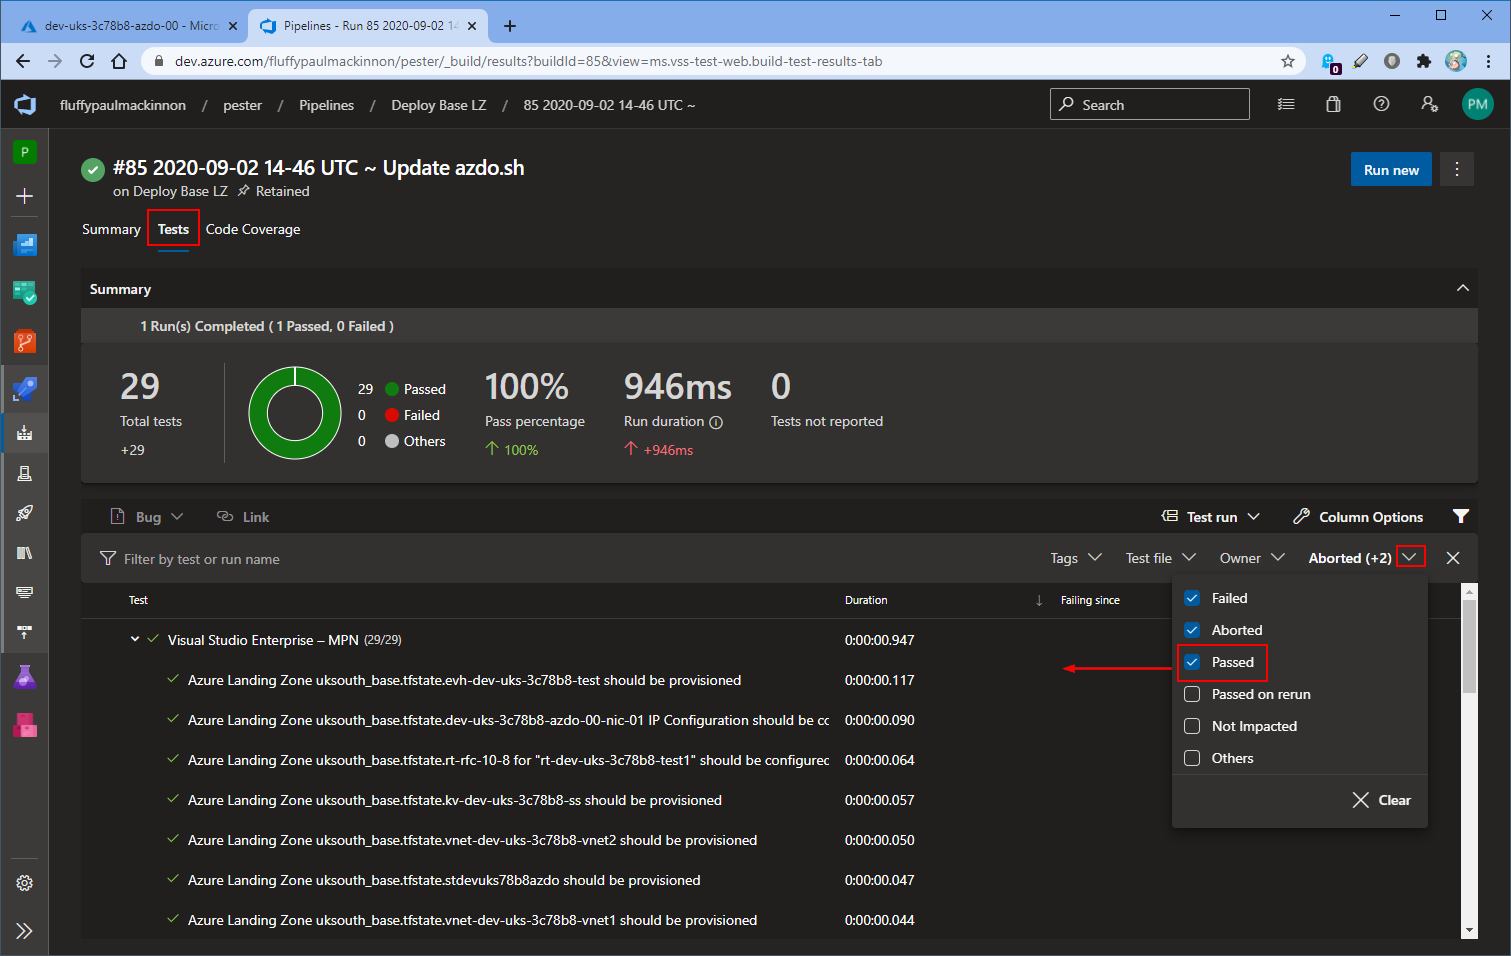 dev-uks-3c78b8-azdo-00 - Micro
Pipelines - Run 85 2020-09-02 14
dev.azure.com/fluffypaulmackinnon/pester/_build/results?buildId=85&view=ms.vss-test-web.build-test-results-tab
0
fluffypaulmackinnon / pester / Pipelines / Deploy Base LZ / 85 2020-09-02 14-46 UTC ~
Search
PM
P
#85 2020-09-02 14-46 UTC ~ Update azdo.sh
on Deploy Base LZ Retained
Run new
Summary Tests Code Coverage
Summary
1 Run(s) Completed ( 1 Passed, 0 Failed )
29
Total tests
+29
29 Passed
0 Failed
0 Others
100%
Pass percentage
100%
946ms
Run duration
+946ms
0
Tests not reported
Bug Link Test run Column Options
Filter by test or run name Tags Test file Owner Aborted (+2)
Test Duration Failing since
Failed
Aborted
Passed
Passed on rerun
Not Impacted
Others
Clear
Visual Studio Enterprise – MPN (29/29) 0:00:00.947
Azure Landing Zone uksouth_base.tfstate.evh-dev-uks-3c78b8-test should be provisioned 0:00:00.117
Azure Landing Zone uksouth_base.tfstate.dev-uks-3c78b8-azdo-00-nic-01 IP Configuration should be co 0:00:00.090
Azure Landing Zone uksouth_base.tfstate.rt-rfc-10-8 for "rt-dev-uks-3c78b8-test1" should be configured 0:00:00.064
Azure Landing Zone uksouth_base.tfstate.kv-dev-uks-3c78b8-ss should be provisioned 0:00:00.057
Azure Landing Zone uksouth_base.tfstate.vnet-dev-uks-3c78b8-vnet2 should be provisioned 0:00:00.050
Azure Landing Zone uksouth_base.tfstate.stdevuks78b8azdo should be provisioned 0:00:00.047
Azure Landing Zone uksouth_base.tfstate.vnet-dev-uks-3c78b8-vnet1 should be provisioned 0:00:00.044